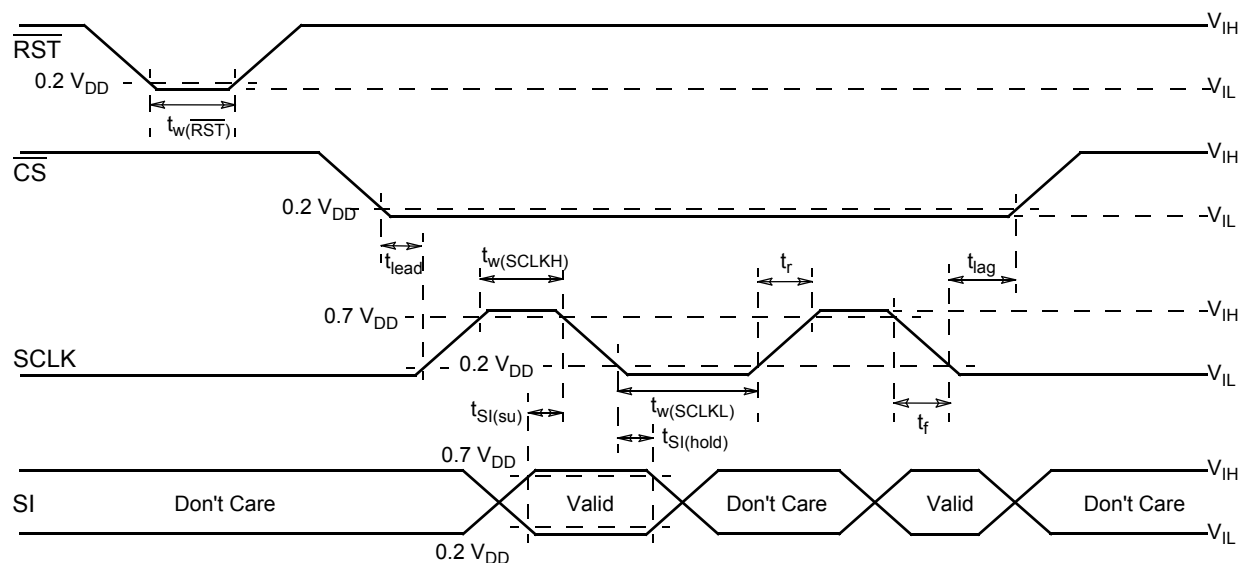 RST
V_IH
0.2 V_DD
V_IL
t_w(RST)
CS
V_IH
0.2 V_DD
V_IL
t_lead
t_w(SCLKH)
t_r
t_lag
0.7 V_DD
V_IH
SCLK
0.2 V_DD
V_IL
t_SI(su)
t_w(SCLKL)
t_f
t_SI(hold)
0.7 V_DD
V_IH
SI
Don't Care
Valid
Don't Care
Valid
Don't Care
V_IL
0.2 V_DD